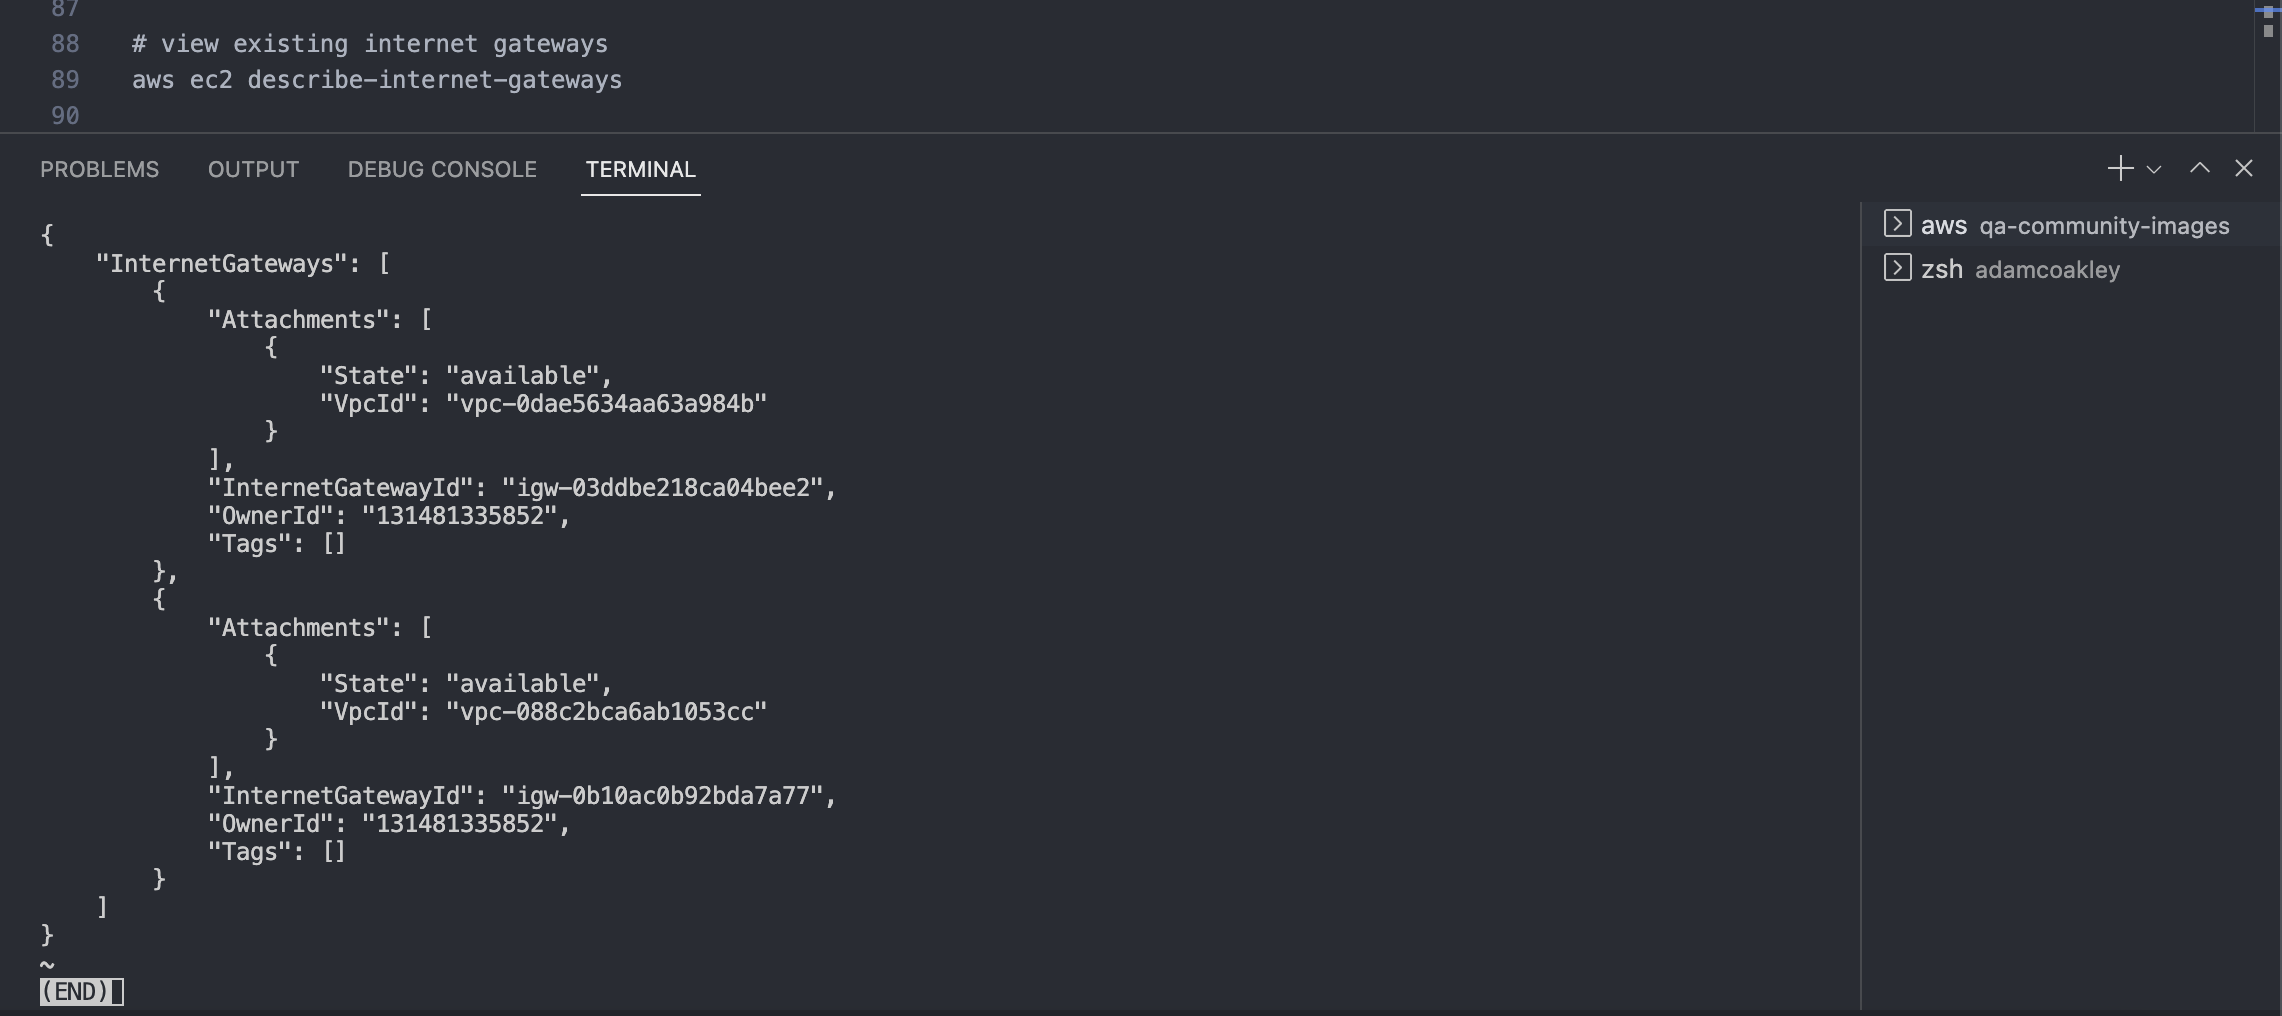 87
88 # view existing internet gateways
89 aws ec2 describe-internet-gateways
90
PROBLEMS OUTPUT DEBUG CONSOLE TERMINAL
{
    "InternetGateways": [
        {
            "Attachments": [
                {
                    "State": "available",
                    "VpcId": "vpc-0dae5634aa63a984b"
                }
            ],
            "InternetGatewayId": "igw-03ddbe218ca04bee2",
            "OwnerId": "131481335852",
            "Tags": []
        },
        {
            "Attachments": [
                {
                    "State": "available",
                    "VpcId": "vpc-088c2bca6ab1053cc"
                }
            ],
            "InternetGatewayId": "igw-0b10ac0b92bda7a77",
            "OwnerId": "131481335852",
            "Tags": []
        }
    ]
}
~
(END)
aws qa-community-images
zsh adamcoakley